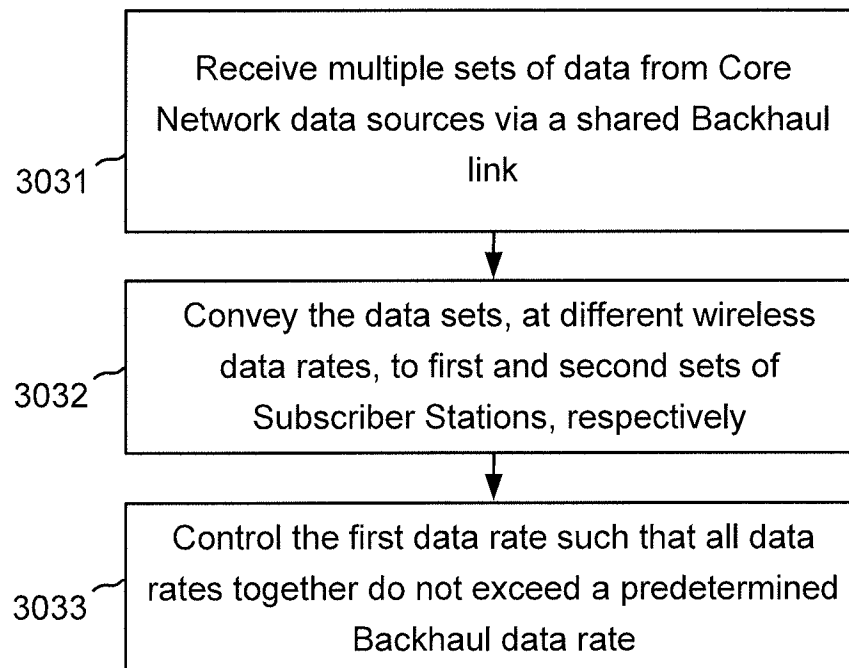 Receive multiple sets of data from Core
Network data sources via a shared Backhaul
link
3031
Convey the data sets, at different wireless
data rates, to first and second sets of
Subscriber Stations, respectively
3032
Control the first data rate such that all data
rates together do not exceed a predetermined
Backhaul data rate
3033